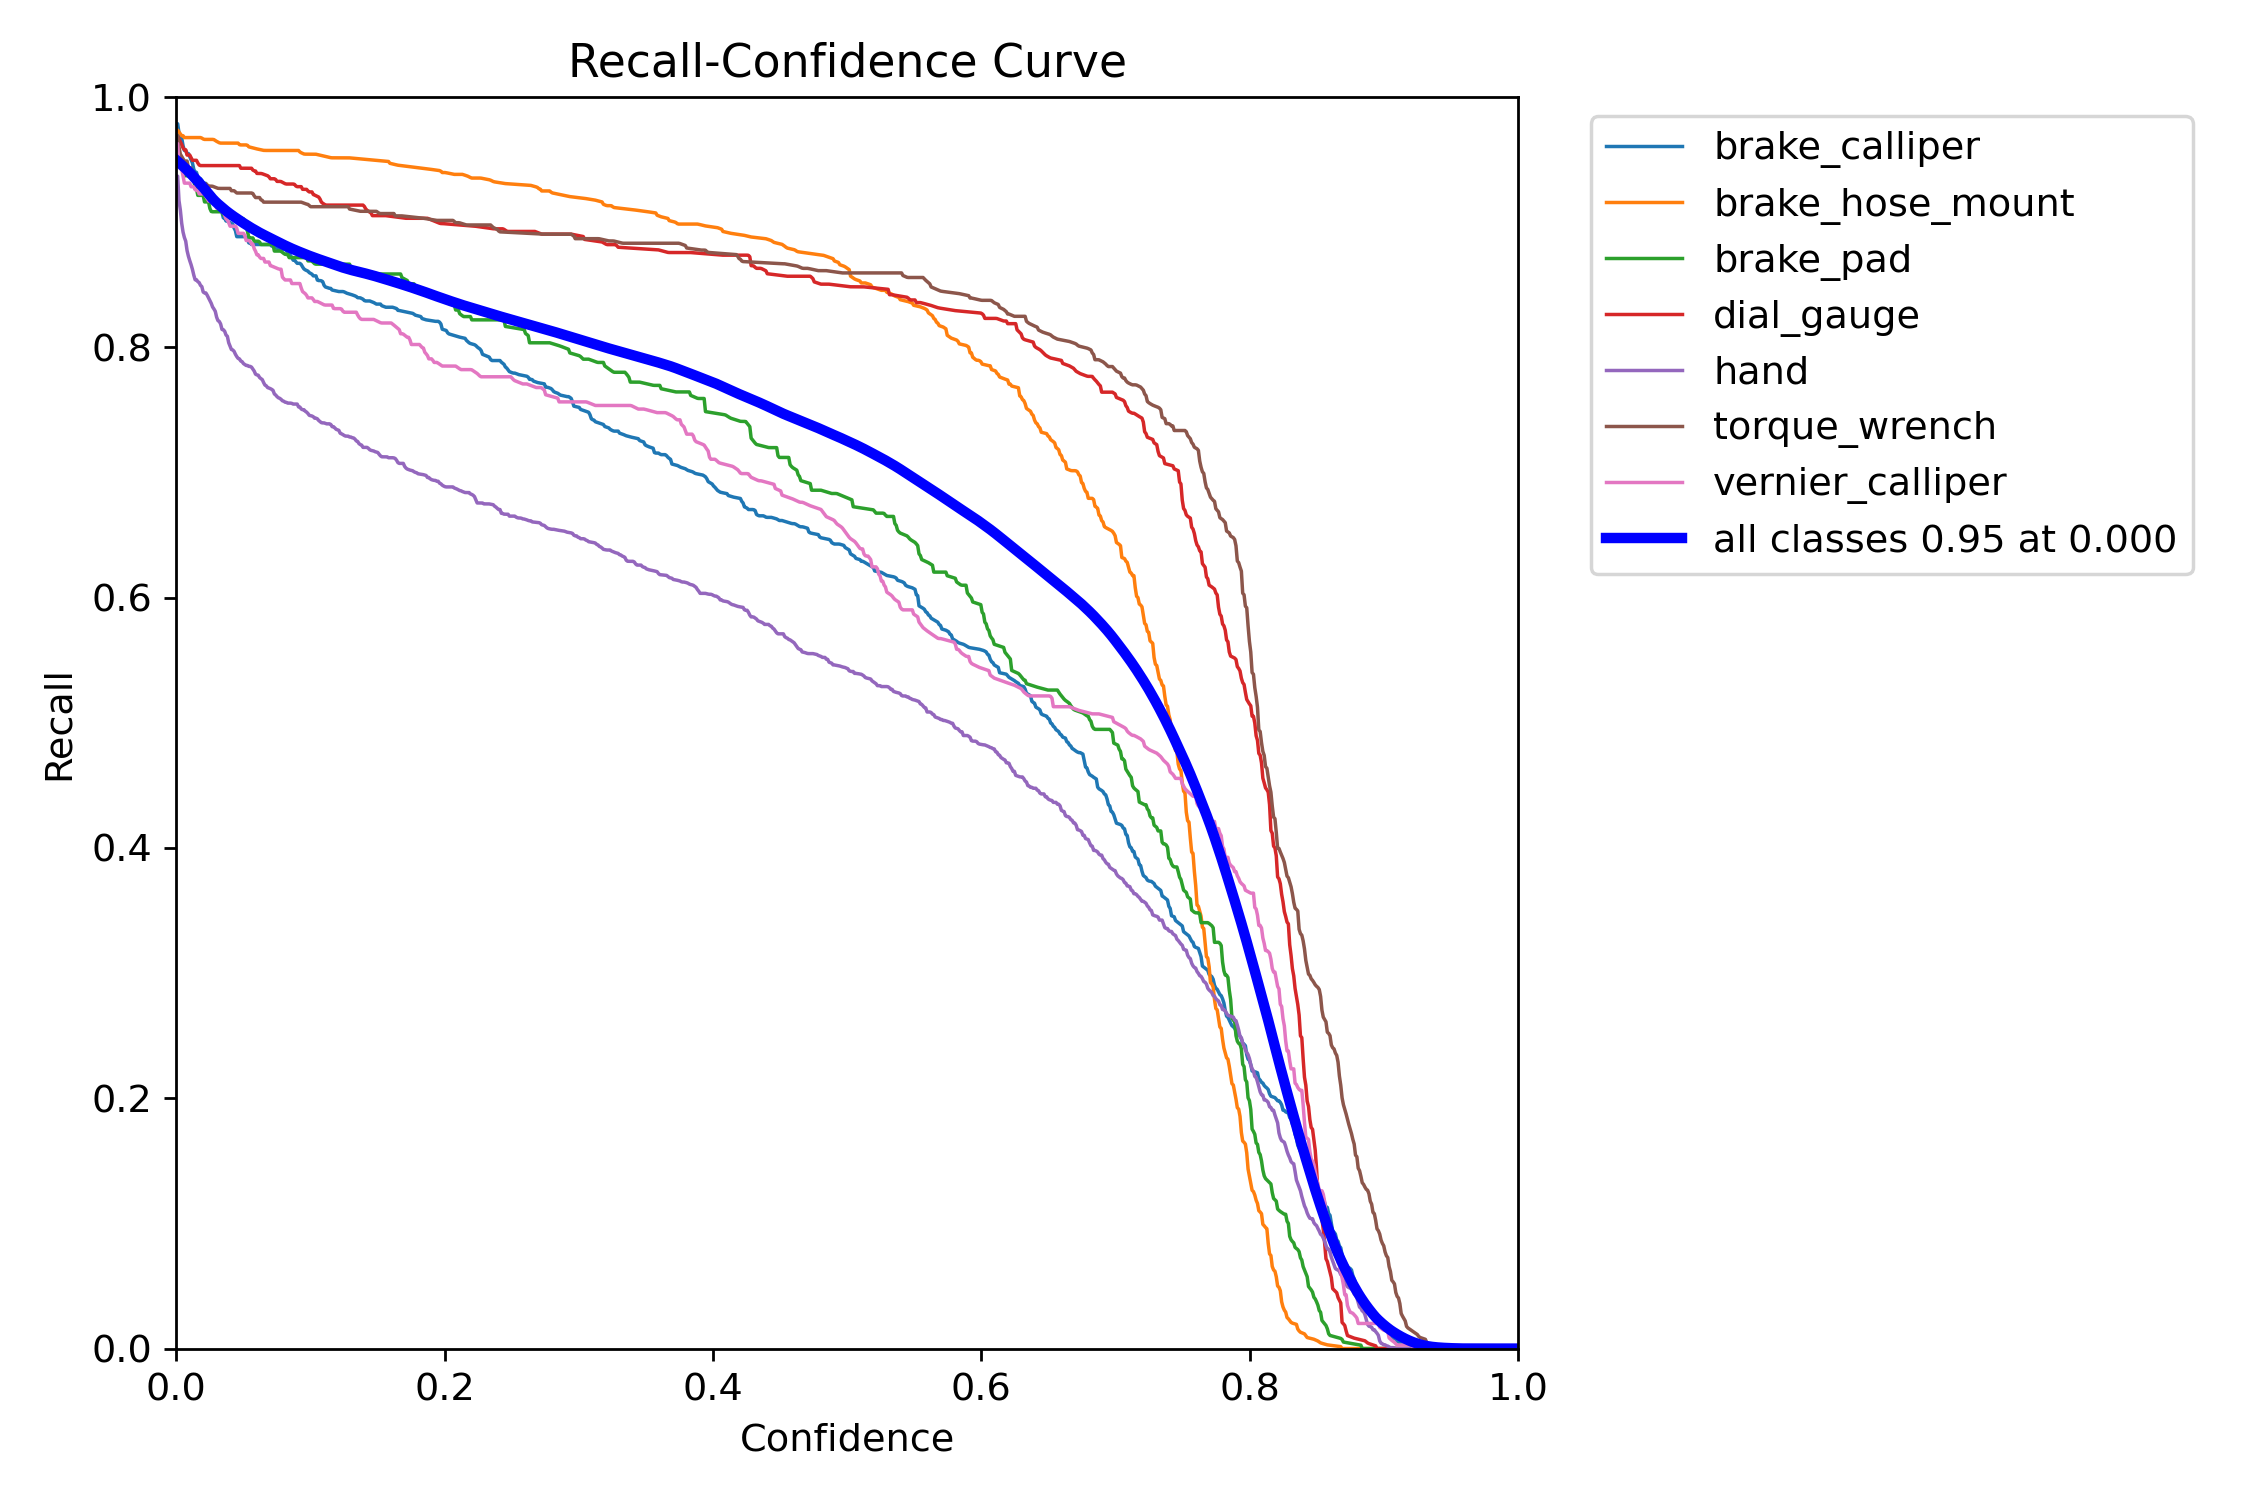 Recall-Confidence Curve
1.0
0.8
0.6
0.4
0.2
0.0
Recall
0.0 0.2 0.4 0.6 0.8 1.0
Confidence
brake_calliper
brake_hose_mount
brake_pad
dial_gauge
hand
torque_wrench
vernier_calliper
all classes 0.95 at 0.000